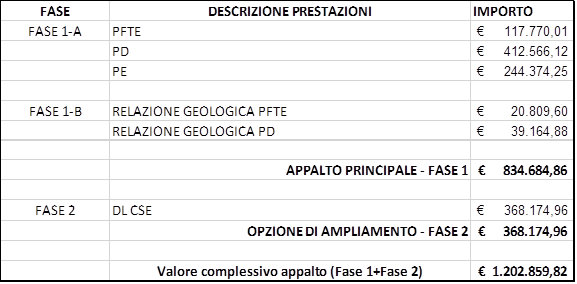 FASE DESCRIZIONE PRESTAZIONI IMPORTO
FASE 1-A PFTE € 117.770,01
PD € 412.566,12
PE € 244.374,25
FASE 1-B RELAZIONE GEOLOGICA PFTE € 20.809,60
RELAZIONE GEOLOGICA PD € 39.164,88
APPALTO PRINCIPALE - FASE 1 € 834.684,86
FASE 2 DL CSE € 368.174,96
OPZIONE DI AMPLIAMENTO - FASE 2 € 368.174,96
Valore complessivo appalto (Fase 1+Fase 2) € 1.202.859,82